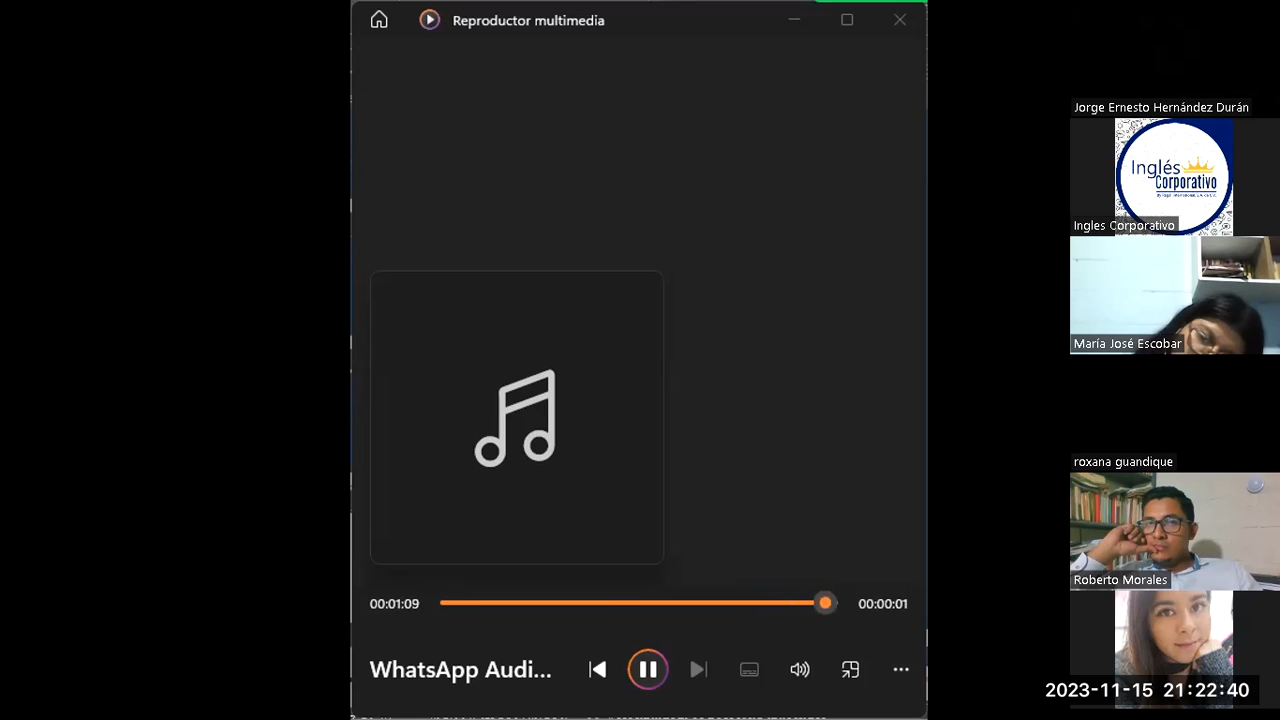 Reproductor multimedia
00:01:09
00:00:01
WhatsApp Audi...
Jorge Ernesto Hernández Durán
Inglés
Corporativo
Ingles Corporativo
María José Escobar
roxana guandique
Roberto Morales
2023-11-15 21:22:40